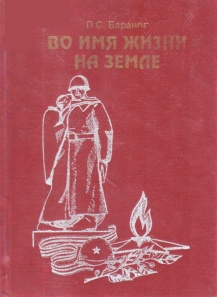 П.С. Баранов
ВО ИМЯ ЖИЗНИ
НА ЗЕМЛЕ